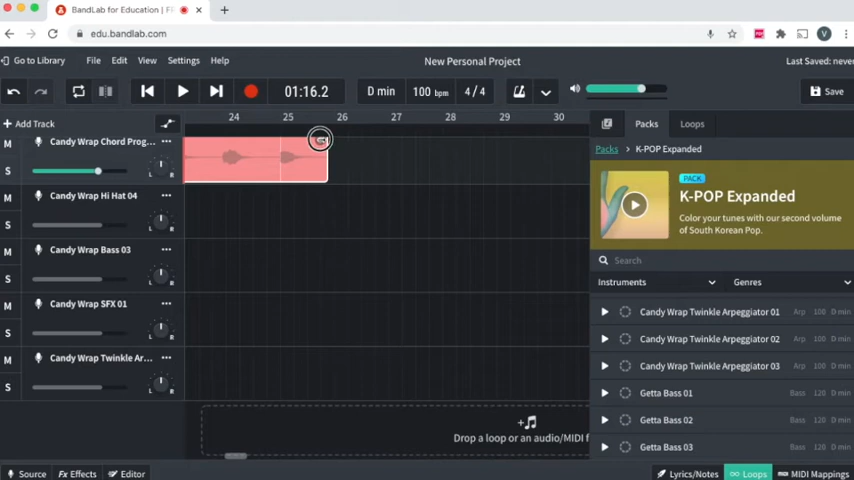 BandLab for Education | FR
edu.bandlab.com
V
Go to Library File Edit View Settings Help New Personal Project Last Saved: never
01:16.2 D min 100 bpm 4 / 4 Save
Add Track 24 25 26 27 28 29 30 Packs Loops
M Candy Wrap Chord Prog...
S L R
M Candy Wrap Hi Hat 04
S L R
M Candy Wrap Bass 03
S L R
M Candy Wrap SFX 01
S L R
M Candy Wrap Twinkle Ar...
S L R
Packs > K-POP Expanded
PACK
K-POP Expanded
Color your tunes with our second volume
of South Korean Pop.
Search
Instruments Genres
Candy Wrap Twinkle Arpeggiator 01 Arp 100 D min
Candy Wrap Twinkle Arpeggiator 02 Arp 100 D min
Candy Wrap Twinkle Arpeggiator 03 Arp 100 D min
Getta Bass 01 Bass 120 D min
Getta Bass 02 Bass 120 D min
Getta Bass 03 Bass 120 D min
Drop a loop or an audio/MIDI f
Source Fx Effects Editor Lyrics/Notes Loops MIDI Mappings